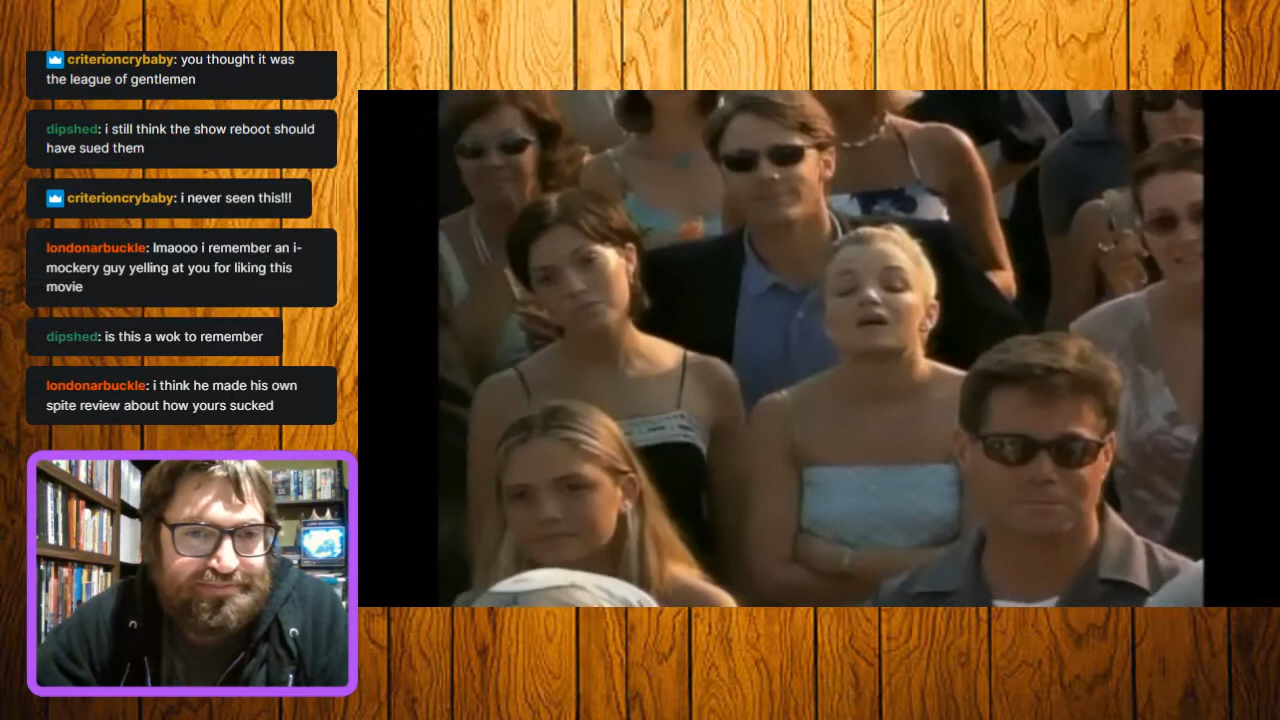 criterioncrybaby: you thought it was
the league of gentlemen
dipshed: i still think the show reboot should
have sued them
criterioncrybaby: i never seen this!!!
londonarbuckle: lmaooo i remember an i-
mockery guy yelling at you for liking this
movie
dipshed: is this a wok to remember
londonarbuckle: i think he made his own
spite review about how yours sucked